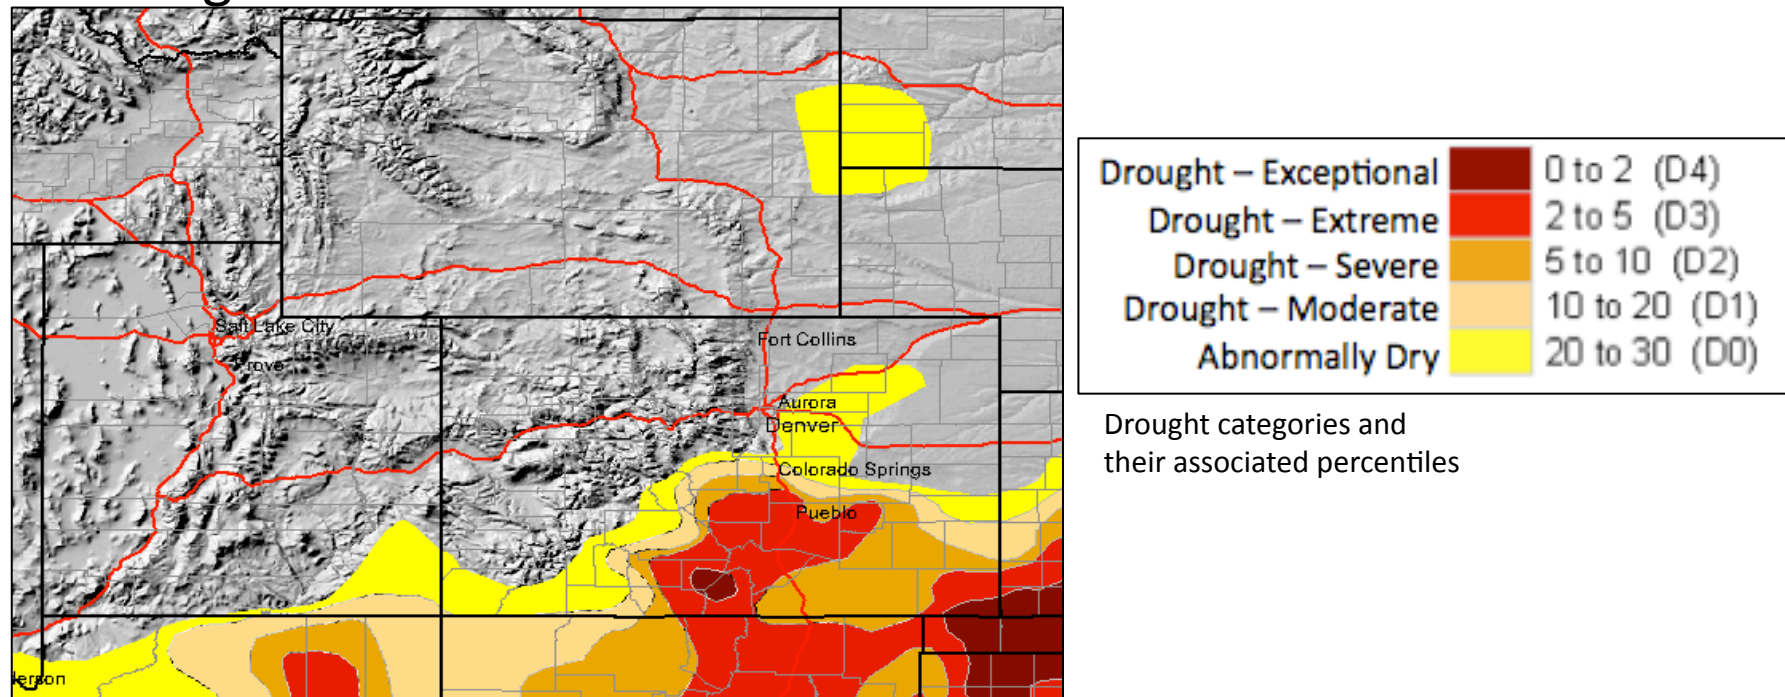 Salt Lake City
Provo
Fort Collins
Aurora
Denver
Colorado Springs
Pueblo
lerson
Drought – Exceptional 0 to 2 (D4)
Drought – Extreme 2 to 5 (D3)
Drought – Severe 5 to 10 (D2)
Drought – Moderate 10 to 20 (D1)
Abnormally Dry 20 to 30 (D0)
Drought categories and
their associated percentiles